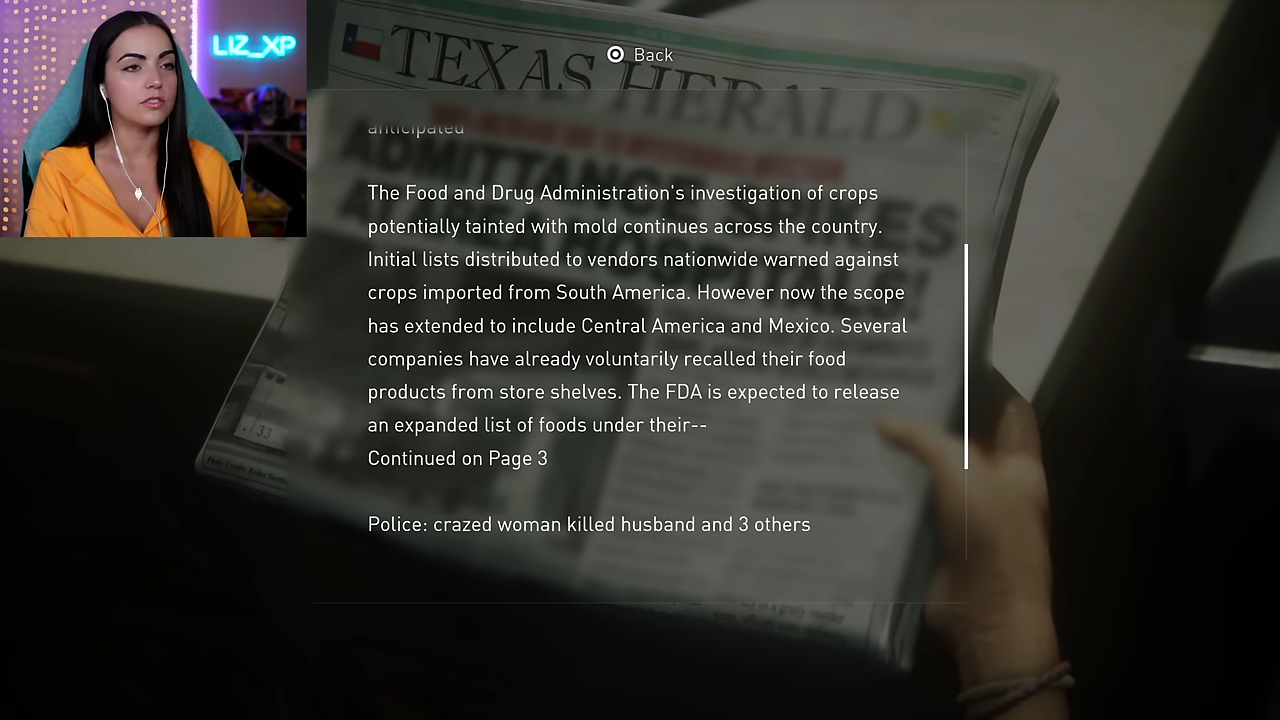 LIZ_XP
Back
TEXAS HERALD
anticipated
The Food and Drug Administration's investigation of crops
potentially tainted with mold continues across the country.
Initial lists distributed to vendors nationwide warned against
crops imported from South America. However now the scope
has extended to include Central America and Mexico. Several
companies have already voluntarily recalled their food
products from store shelves. The FDA is expected to release
an expanded list of foods under their--
Continued on Page 3
Police: crazed woman killed husband and 3 others
.33